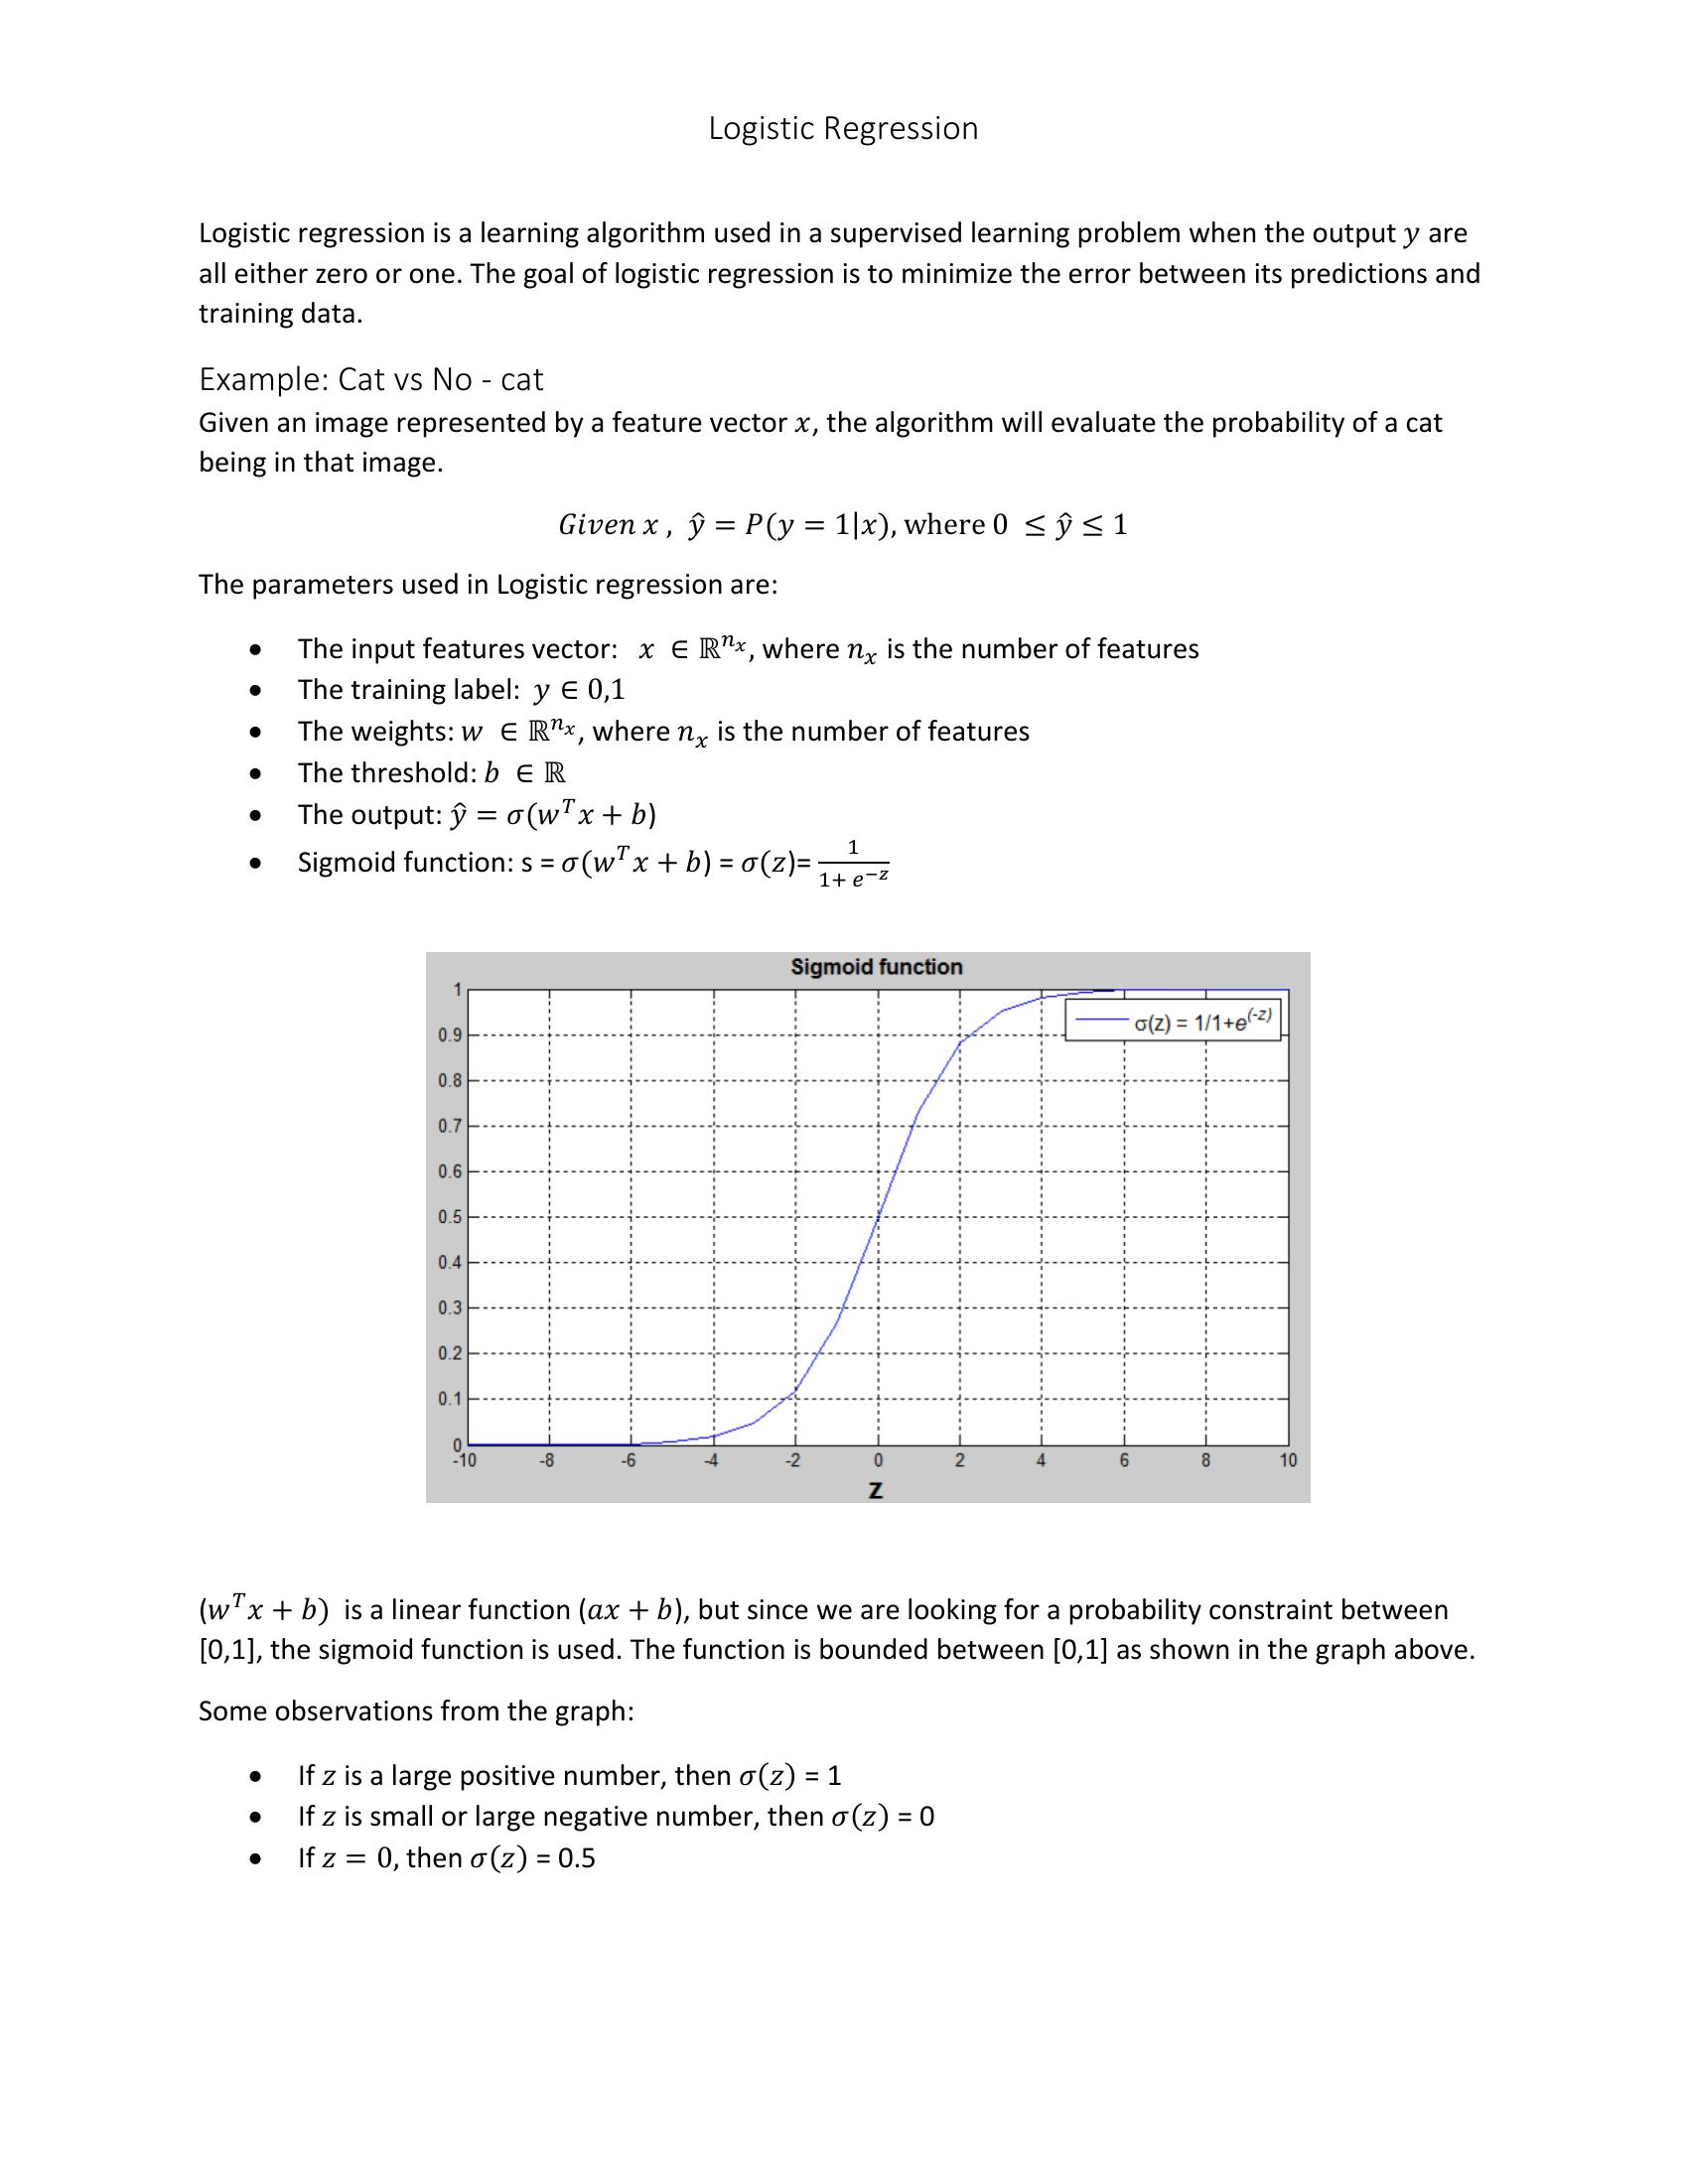 Logistic Regression
Logistic regression is a learning algorithm used in a supervised learning problem when the output 𝑦 are
all either zero or one. The goal of logistic regression is to minimize the error between its predictions and
training data.
Example: Cat vs No - cat
Given an image represented by a feature vector 𝑥, the algorithm will evaluate the probability of a cat
being in that image.
𝐺𝑖𝑣𝑒𝑛 𝑥 , ŷ = 𝑃(𝑦 = 1|𝑥), where 0 ≤ ŷ ≤ 1
The parameters used in Logistic regression are:
• The input features vector: 𝑥 ∈ ℝ^{𝑛_𝑥}, where 𝑛_𝑥 is the number of features
• The training label: 𝑦 ∈ 0,1
• The weights: 𝑤 ∈ ℝ^{𝑛_𝑥}, where 𝑛_𝑥 is the number of features
• The threshold: 𝑏 ∈ ℝ
• The output: ŷ = 𝜎(𝑤^𝑇 𝑥 + 𝑏)
• Sigmoid function: s = 𝜎(𝑤^𝑇 𝑥 + 𝑏) = 𝜎(𝑧)= \frac{1}{1+ 𝑒^{−𝑧}}
Sigmoid function
σ(z) = 1/1+e^(-z)
1
0.9
0.8
0.7
0.6
0.5
0.4
0.3
0.2
0.1
0
-10 -8 -6 -4 -2 0 2 4 6 8 10
Z
(𝑤^𝑇 𝑥 + 𝑏) is a linear function (𝑎𝑥 + 𝑏), but since we are looking for a probability constraint between
[0,1], the sigmoid function is used. The function is bounded between [0,1] as shown in the graph above.
Some observations from the graph:
• If 𝑧 is a large positive number, then 𝜎(𝑧) = 1
• If 𝑧 is small or large negative number, then 𝜎(𝑧) = 0
• If 𝑧 = 0, then 𝜎(𝑧) = 0.5